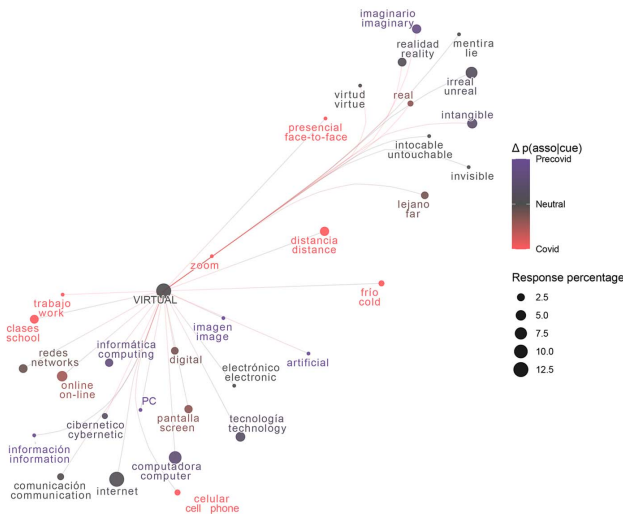 imaginario
imaginary
mentira
lie
realidad
reality
irreal
unreal
virtud
virtue
real
intangible
presencial
face-to-face
intocable
untouchable
invisible
lejano
far
distancia
distance
zoom
frío
cold
VIRTUAL
trabajo
work
clases
school
imagen
image
redes
networks
informática
computing
digital
artificial
electrónico
electronic
online
on-line
PC
cibernetico
cybernetic
pantalla
screen
tecnología
technology
información
information
comunicación
communication
internet
computadora
computer
celular
cell phone
Δ p(asso|cue)
Precovid
Neutral
Covid
Response percentage
2.5
5.0
7.5
10.0
12.5